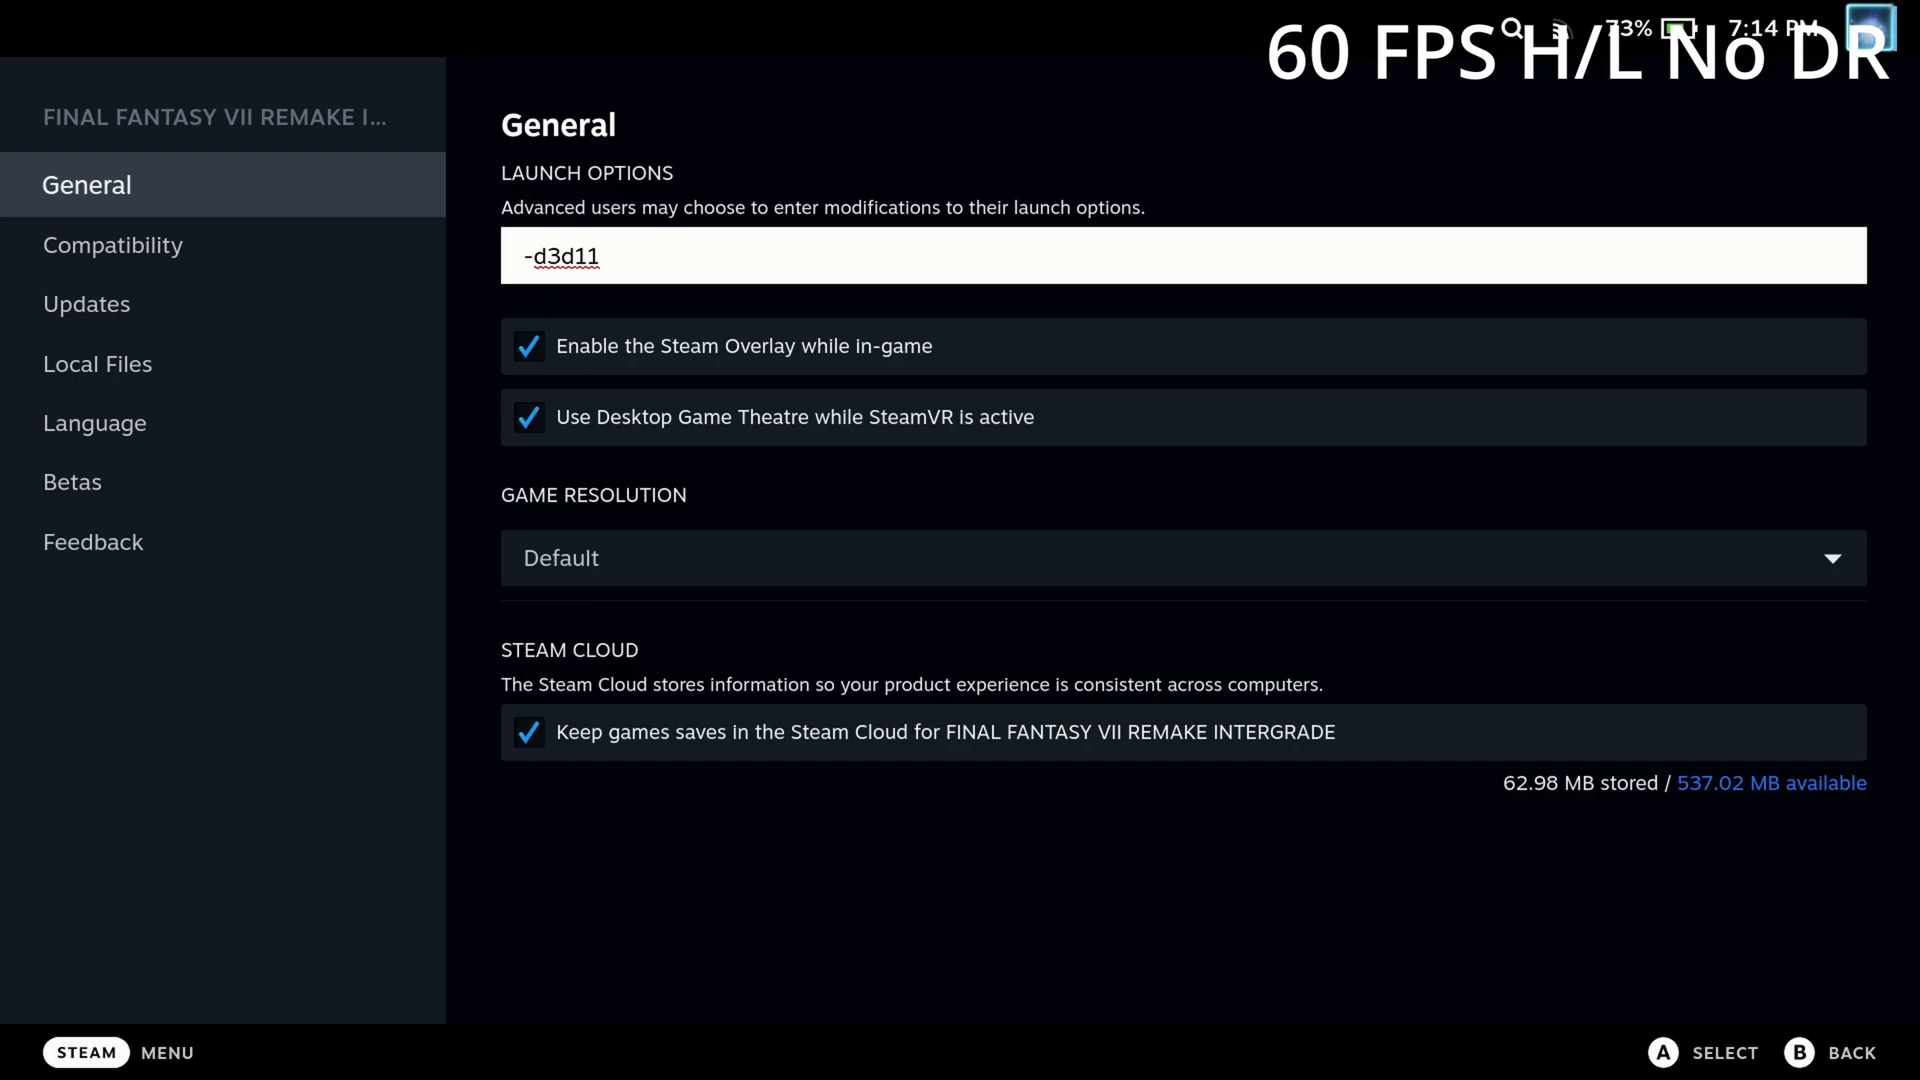 73% 7:14 PM
60 FPS H/L No DR
FINAL FANTASY VII REMAKE I...
General
Compatibility
Updates
Local Files
Language
Betas
Feedback
General
LAUNCH OPTIONS
Advanced users may choose to enter modifications to their launch options.
-d3d11
Enable the Steam Overlay while in-game
Use Desktop Game Theatre while SteamVR is active
GAME RESOLUTION
Default
STEAM CLOUD
The Steam Cloud stores information so your product experience is consistent across computers.
Keep games saves in the Steam Cloud for FINAL FANTASY VII REMAKE INTERGRADE
62.98 MB stored / 537.02 MB available
STEAM MENU
A SELECT B BACK